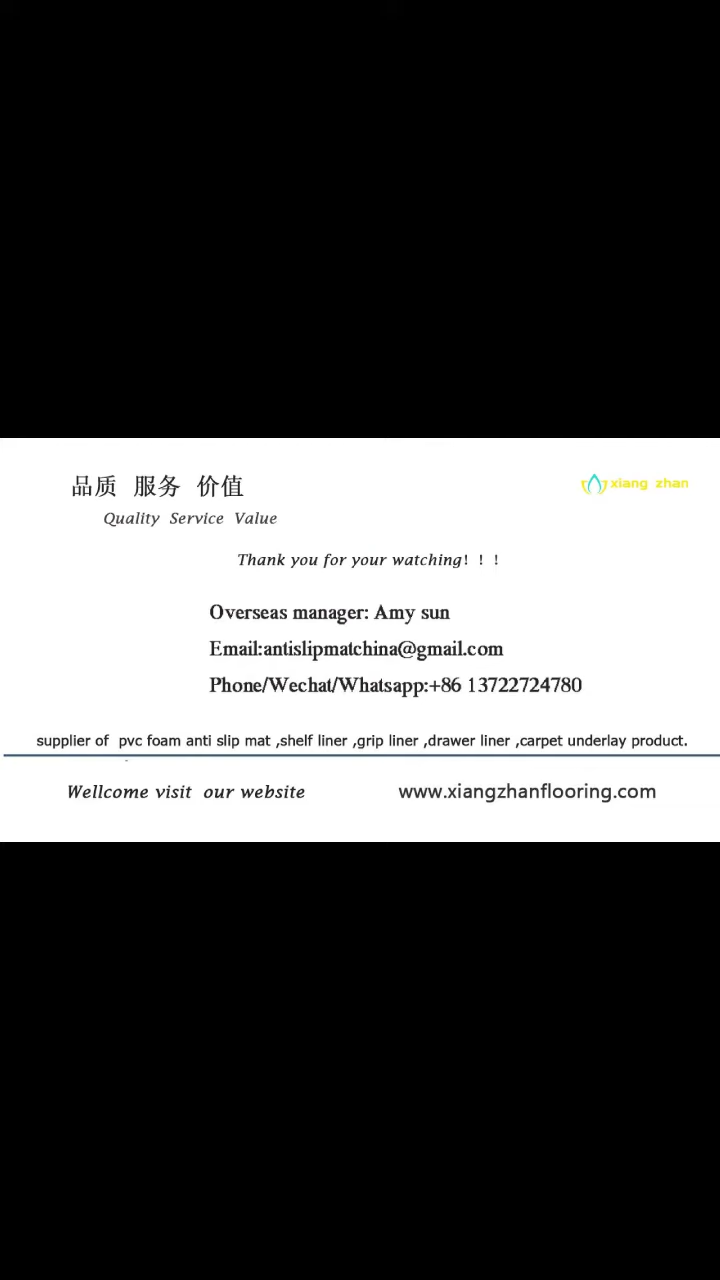 品质 服务 价值
xiang zhan
Quality Service Value
Thank you for your watching！！！
Overseas manager: Amy sun
Email:antislipmatchina@gmail.com
Phone/Wechat/Whatsapp:+86 13722724780
supplier of pvc foam anti slip mat ,shelf liner ,grip liner ,drawer liner ,carpet underlay product.
Wellcome visit our website www.xiangzhanflooring.com